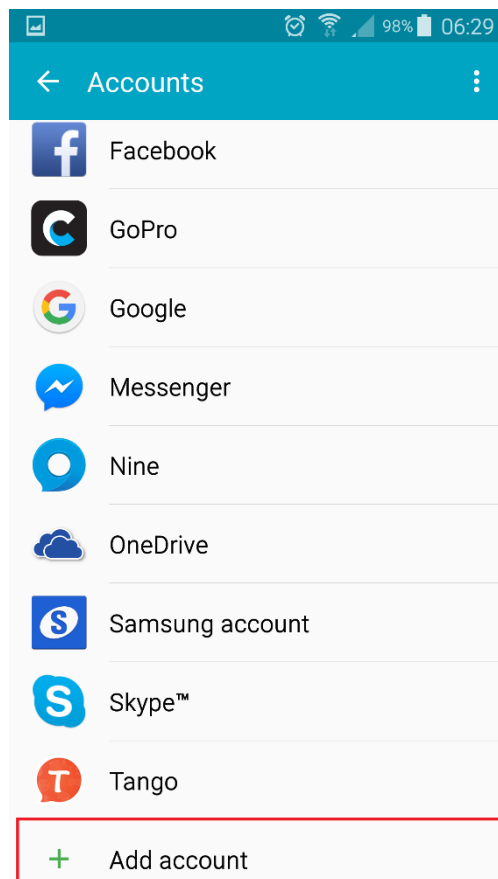 98% 06:29
Accounts
Facebook
GoPro
Google
Messenger
Nine
OneDrive
Samsung account
Skype™
Tango
+ Add account